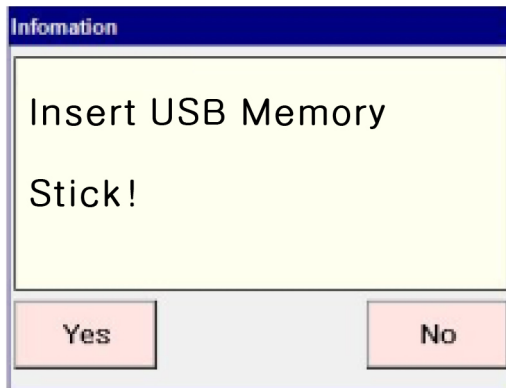 Infomation
Insert USB Memory
Stick!
Yes
No